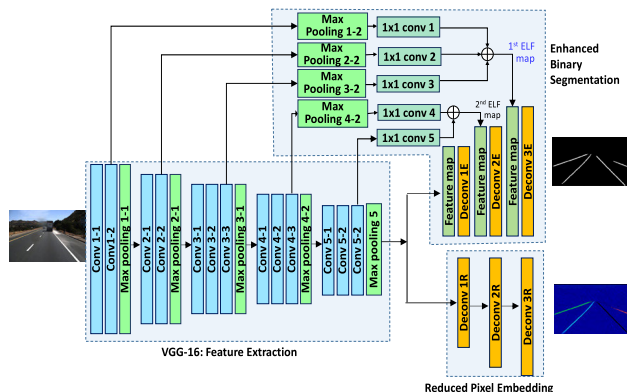 Max
Pooling 1-2
1x1 conv 1
1st ELF
map
Max
Pooling 2-2
1x1 conv 2
Enhanced
Binary
Segmentation
Max
Pooling 3-2
1x1 conv 3
Max
Pooling 4-2
1x1 conv 4
2nd ELF
map
1x1 conv 5
Feature map
Deconv 1E
Feature map
Deconv 2E
Feature map
Deconv 3E
Conv 1-1
Conv1-2
Max pooling 1-1
Conv 2-1
Conv 2-2
Max pooling 2-1
Conv 3-1
Conv 3-2
Conv 3-3
Max pooling 3-1
Conv 4-1
Conv 4-2
Conv 4-3
Max pooling 4-2
Conv 5-1
Conv 5-2
Conv 5-2
Max pooling 5
Deconv 1R
Deconv 2R
Deconv 3R
VGG-16: Feature Extraction
Reduced Pixel Embedding